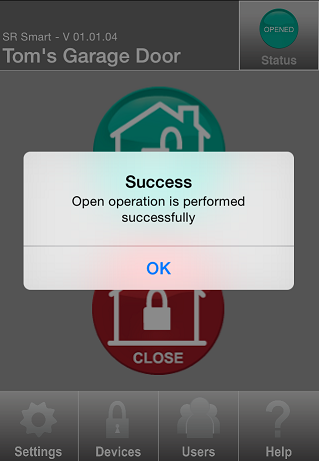 SR Smart - V 01.01.04
Tom's Garage Door
OPENED
Status
Success
Open operation is performed
successfully
OK
CLOSE
Settings
Devices
Users
Help